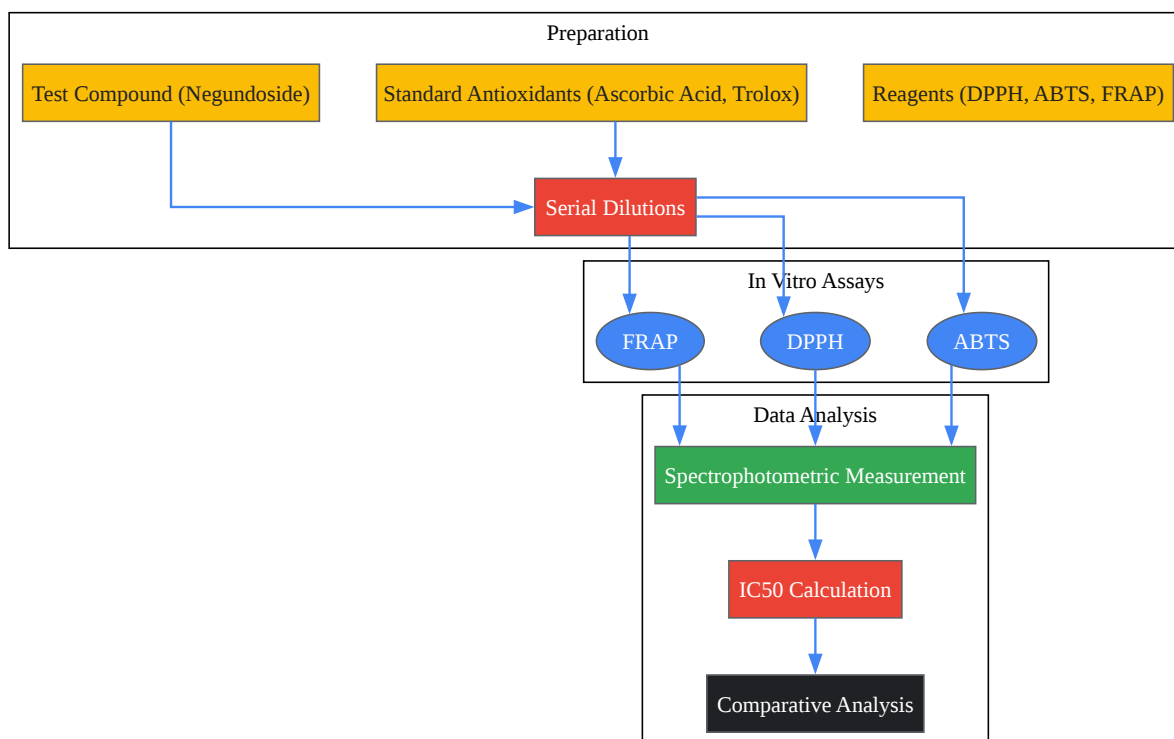 Preparation
Test Compound (Negundoside)
Standard Antioxidants (Ascorbic Acid, Trolox)
Reagents (DPPH, ABTS, FRAP)
Serial Dilutions
In Vitro Assays
FRAP
DPPH
ABTS
Data Analysis
Spectrophotometric Measurement
IC50 Calculation
Comparative Analysis